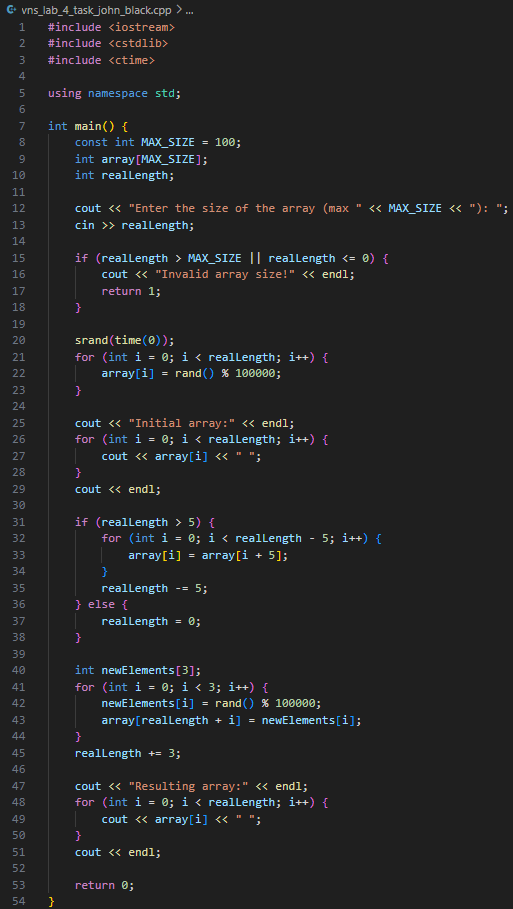 vns_lab_4_task_john_black.cpp > ...
1 #include <iostream>
2 #include <cstdlib>
3 #include <ctime>
4
5 using namespace std;
6
7 int main() {
8     const int MAX_SIZE = 100;
9     int array[MAX_SIZE];
10     int realLength;
11
12     cout << "Enter the size of the array (max " << MAX_SIZE << "): ";
13     cin >> realLength;
14
15     if (realLength > MAX_SIZE || realLength <= 0) {
16         cout << "Invalid array size!" << endl;
17         return 1;
18     }
19
20     srand(time(0));
21     for (int i = 0; i < realLength; i++) {
22         array[i] = rand() % 100000;
23     }
24
25     cout << "Initial array:" << endl;
26     for (int i = 0; i < realLength; i++) {
27         cout << array[i] << " ";
28     }
29     cout << endl;
30
31     if (realLength > 5) {
32         for (int i = 0; i < realLength - 5; i++) {
33             array[i] = array[i + 5];
34         }
35         realLength -= 5;
36     } else {
37         realLength = 0;
38     }
39
40     int newElements[3];
41     for (int i = 0; i < 3; i++) {
42         newElements[i] = rand() % 100000;
43         array[realLength + i] = newElements[i];
44     }
45     realLength += 3;
46
47     cout << "Resulting array:" << endl;
48     for (int i = 0; i < realLength; i++) {
49         cout << array[i] << " ";
50     }
51     cout << endl;
52
53     return 0;
54 }